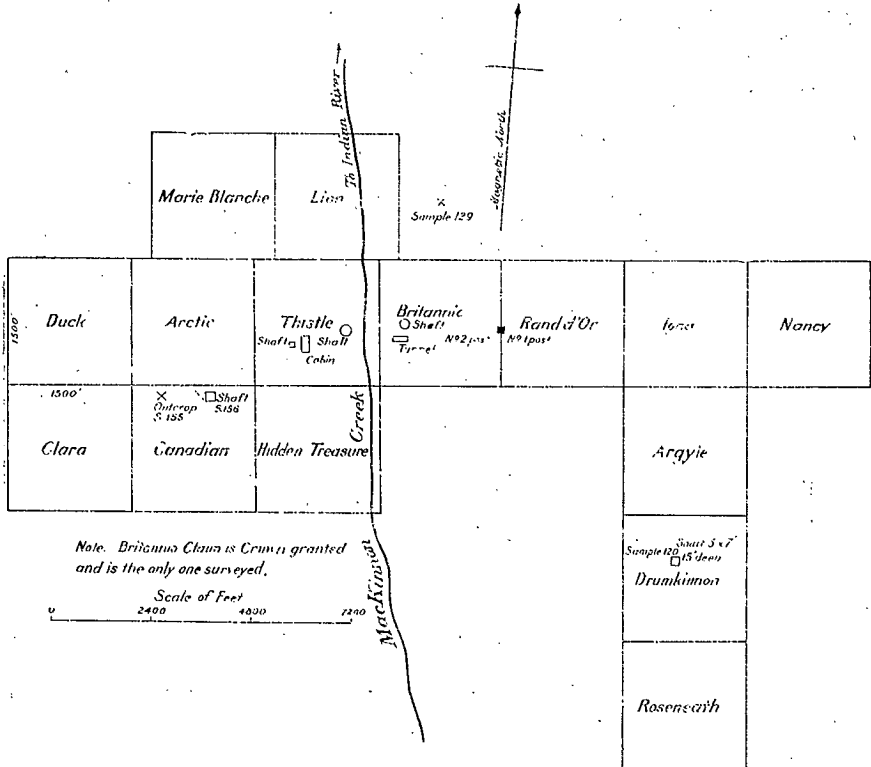 To Indian River
Magnetic North
Marie Blanche
Lion
Sample 129
Duck
Arctic
Thistle
Shaft
Shaft
Cabin
Britannic
Shaft
Tunnel
No 2 post
No 1 post
Rand d'Or
Nancy
1500'
1500'
Outcrop
S.155
Shaft
S.156
Clara
Canadian
Hidden Treasure
Creek
Argyle
Sample 120
5 x 7'
15' deep
Drumkinnon
Roseneath
MacKinnon
Note. Britannia Claim is Crown granted
and is the only one surveyed.
Scale of Feet
0 2400 4800 7200